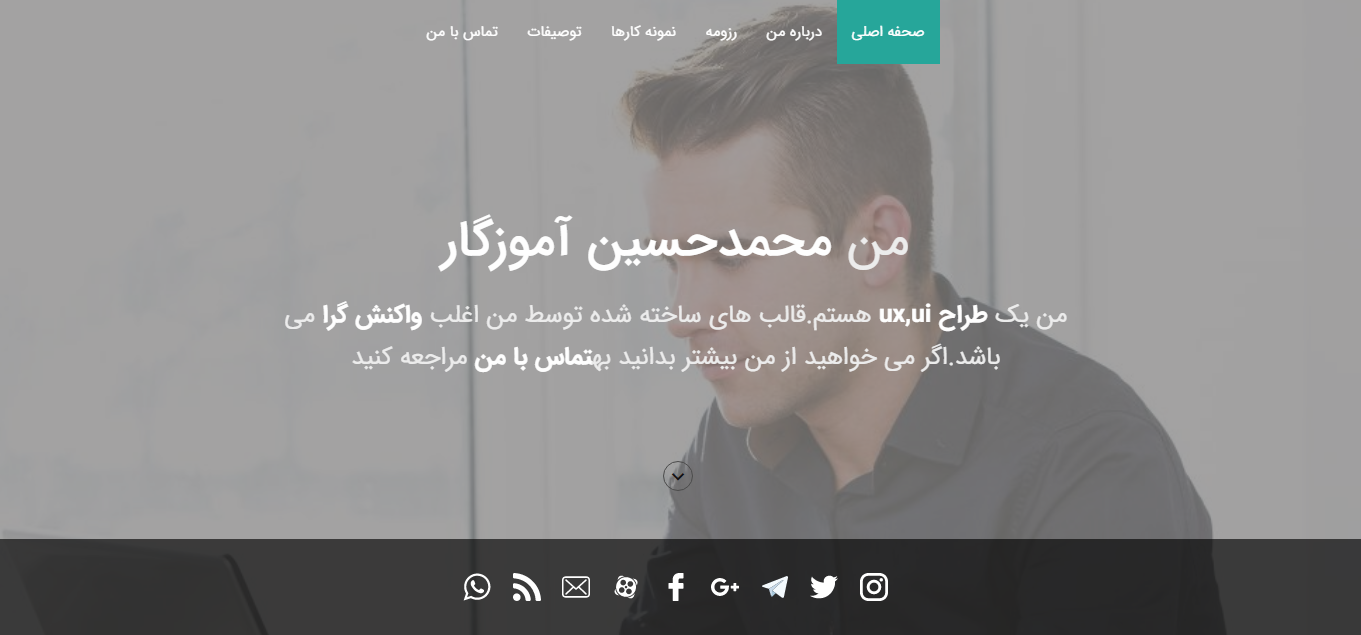 صحفه اصلی درباره من رزومه نمونه کارها توصیفات تماس با من
من محمدحسین آموزگار
من یک طراح ux,ui هستم.قالب های ساخته شده توسط من اغلب واکنش گرا می
باشد.اگر می خواهید از من بیشتر بدانید بهتماس با من مراجعه کنید